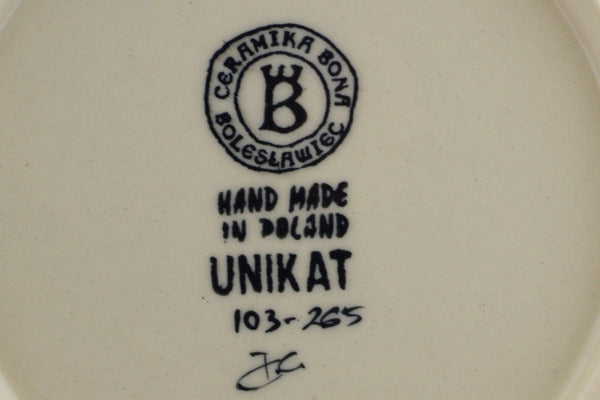 CERAMIKA BONA
B
BOLESŁAWIEC
HAND MADE
IN POLAND
UNIKAT
103-265